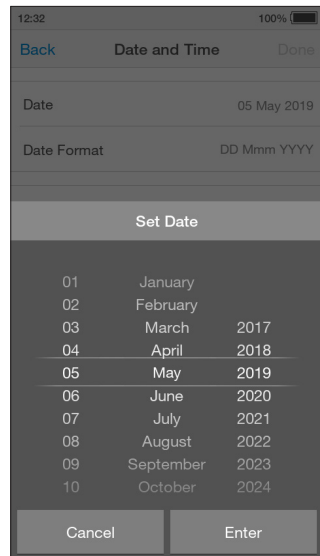 12:32 100%
Back Date and Time Done
Date 05 May 2019
Date Format DD Mmm YYYY
Set Date
01 January
02 February
03 March 2017
04 April 2018
05 May 2019
06 June 2020
07 July 2021
08 August 2022
09 September 2023
10 October 2024
Cancel Enter